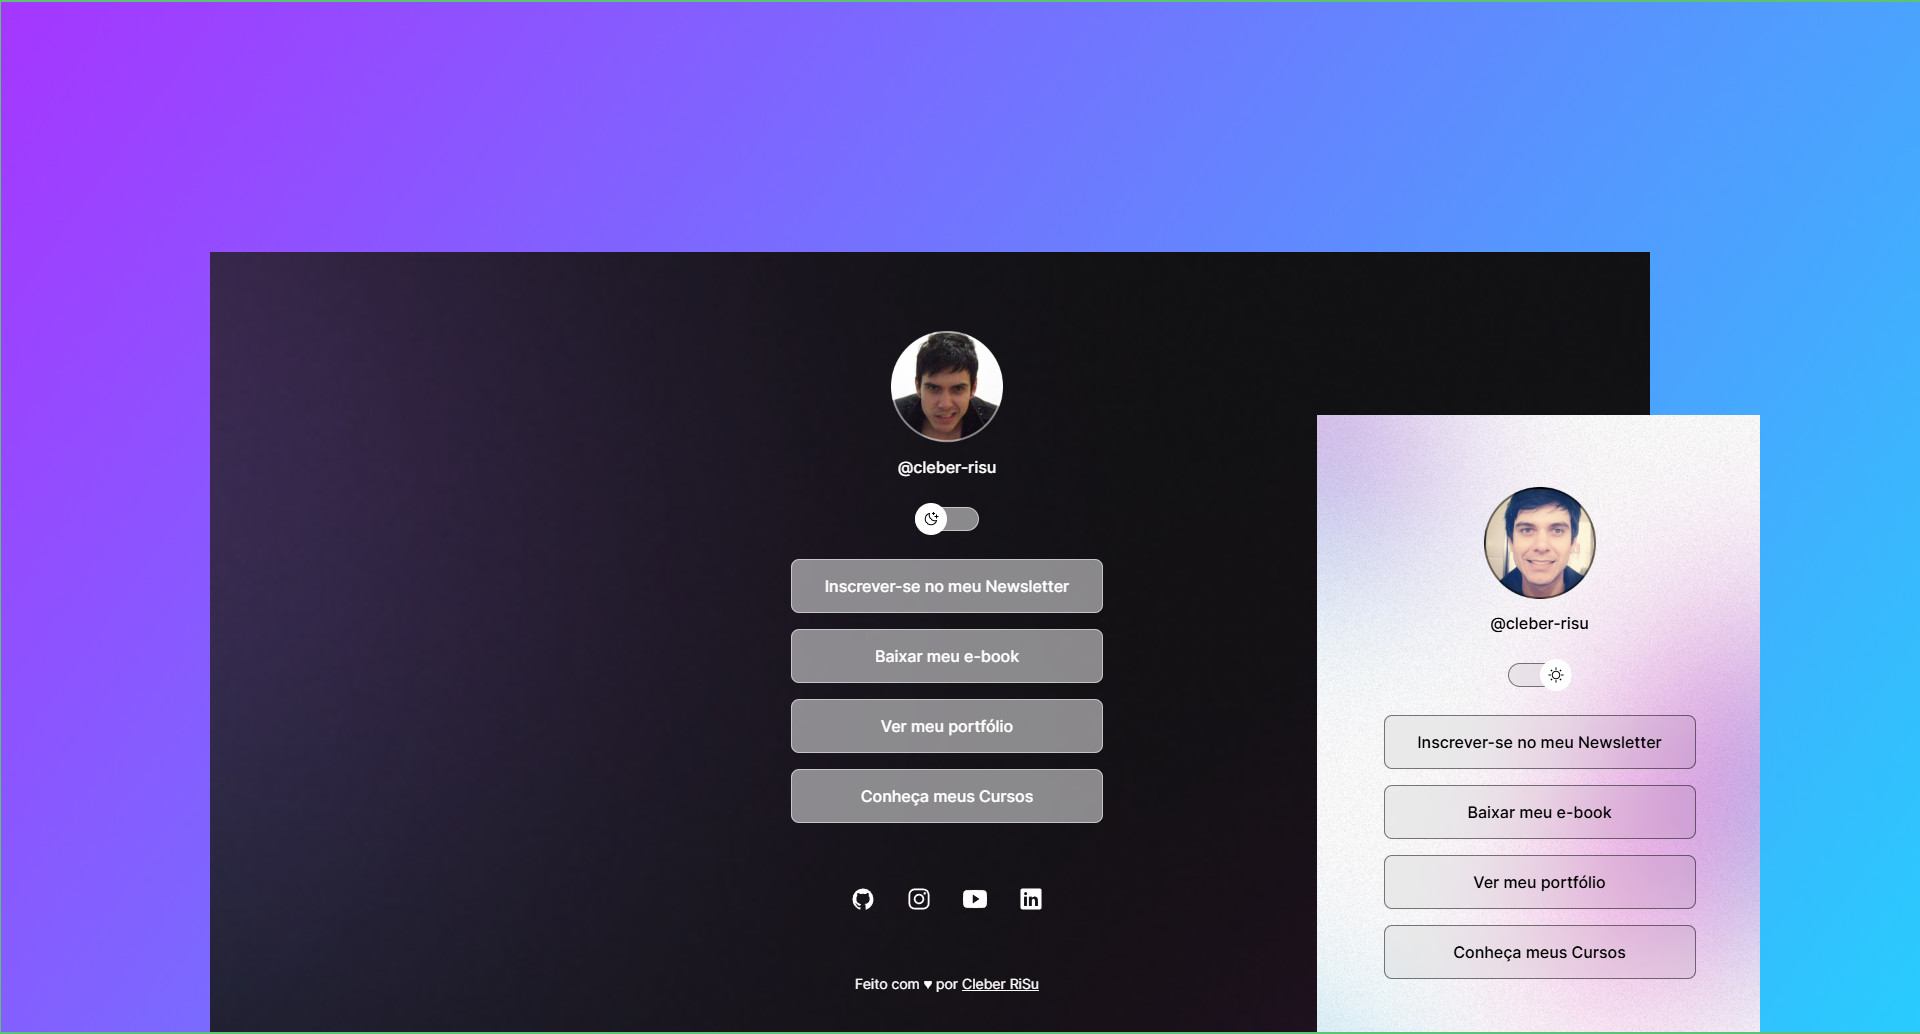 @cleber-risu
Inscrever-se no meu Newsletter
Baixar meu e-book
Ver meu portfólio
Conheça meus Cursos
Feito com ♥ por Cleber RiSu
@cleber-risu
Inscrever-se no meu Newsletter
Baixar meu e-book
Ver meu portfólio
Conheça meus Cursos